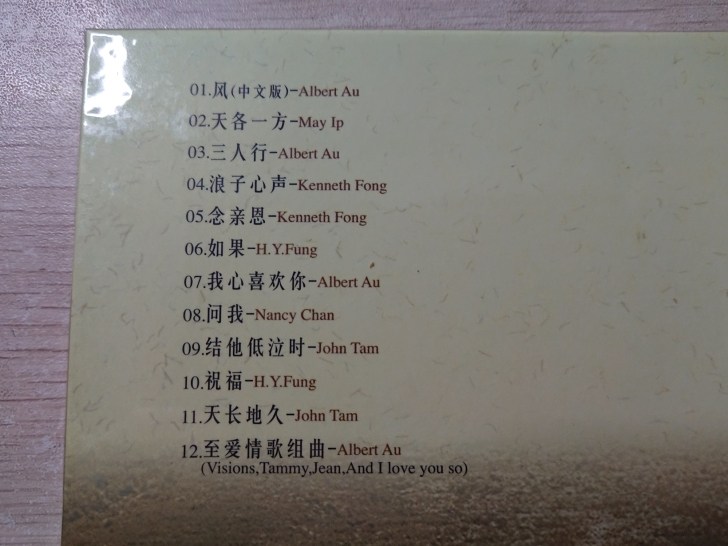 01.风(中文版)-Albert Au
02.天各一方-May Ip
03.三人行-Albert Au
04.浪子心声-Kenneth Fong
05.念亲恩-Kenneth Fong
06.如果-H.Y.Fung
07.我心喜欢你-Albert Au
08.问我-Nancy Chan
09.结他低泣时-John Tam
10.祝福-H.Y.Fung
11.天长地久-John Tam
12.至爱情歌组曲-Albert Au
(Visions,Tammy,Jean,And I love you so)